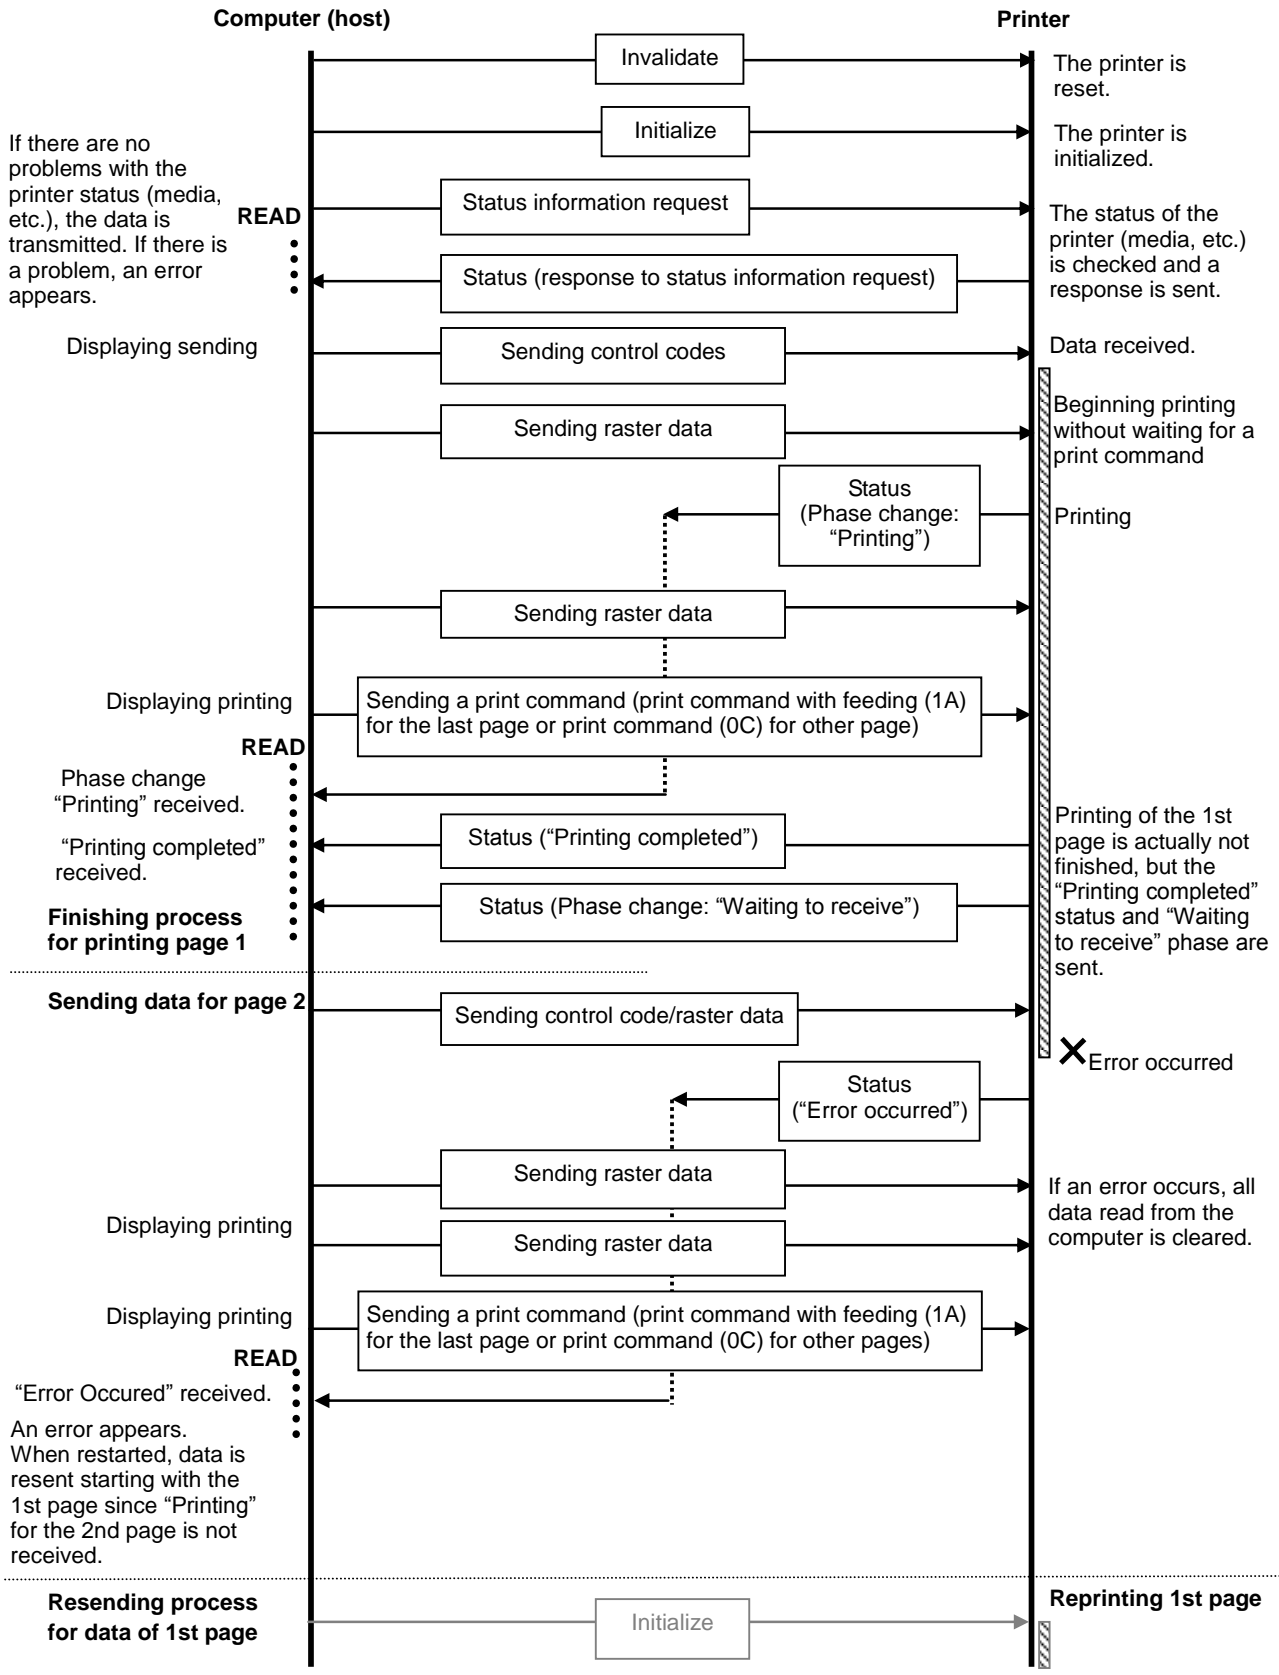 Computer (host)
Printer
Invalidate
The printer is
reset.
Initialize
The printer is
initialized.
If there are no
problems with the
printer status (media,
etc.), the data is
transmitted. If there is
a problem, an error
appears.
READ
Status information request
The status of the
printer (media, etc.)
is checked and a
response is sent.
Status (response to status information request)
Displaying sending
Sending control codes
Data received.
Sending raster data
Beginning printing
without waiting for a
print command
Status
(Phase change:
“Printing”)
Printing
Sending raster data
Displaying printing
Sending a print command (print command with feeding (1A)
for the last page or print command (0C) for other page)
READ
Phase change
“Printing” received.
“Printing completed”
received.
Status (“Printing completed”)
Printing of the 1st
page is actually not
finished, but the
“Printing completed”
status and “Waiting
to receive” phase are
sent.
Status (Phase change: “Waiting to receive”)
Finishing process
for printing page 1
Sending data for page 2
Sending control code/raster data
Error occurred
Status
(“Error occurred”)
Sending raster data
If an error occurs, all
data read from the
computer is cleared.
Displaying printing
Sending raster data
Displaying printing
Sending a print command (print command with feeding (1A)
for the last page or print command (0C) for other pages)
READ
“Error Occured” received.
An error appears.
When restarted, data is
resent starting with the
1st page since “Printing”
for the 2nd page is not
received.
Resending process
for data of 1st page
Initialize
Reprinting 1st page